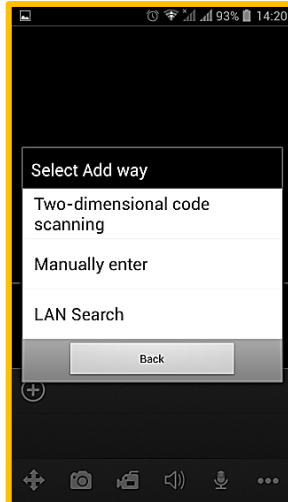 93% 14:20
Select Add way
Two-dimensional code
scanning
Manually enter
LAN Search
Back